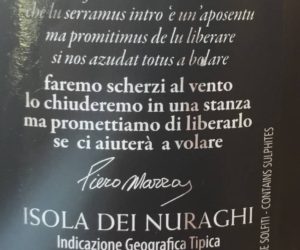 che lu serramus intro 'e un'aposentu
ma promitimus de lu liberare
si nos azudat totus a bolare
faremo scherzi al vento
lo chiuderemo in una stanza
ma promettiamo di liberarlo
se ci aiuterà a volare
Piero Marras
ISOLA DEI NURAGHI
Indicazione Geografica Tipica
E SOLFITI - CONTAINS SULPHITES